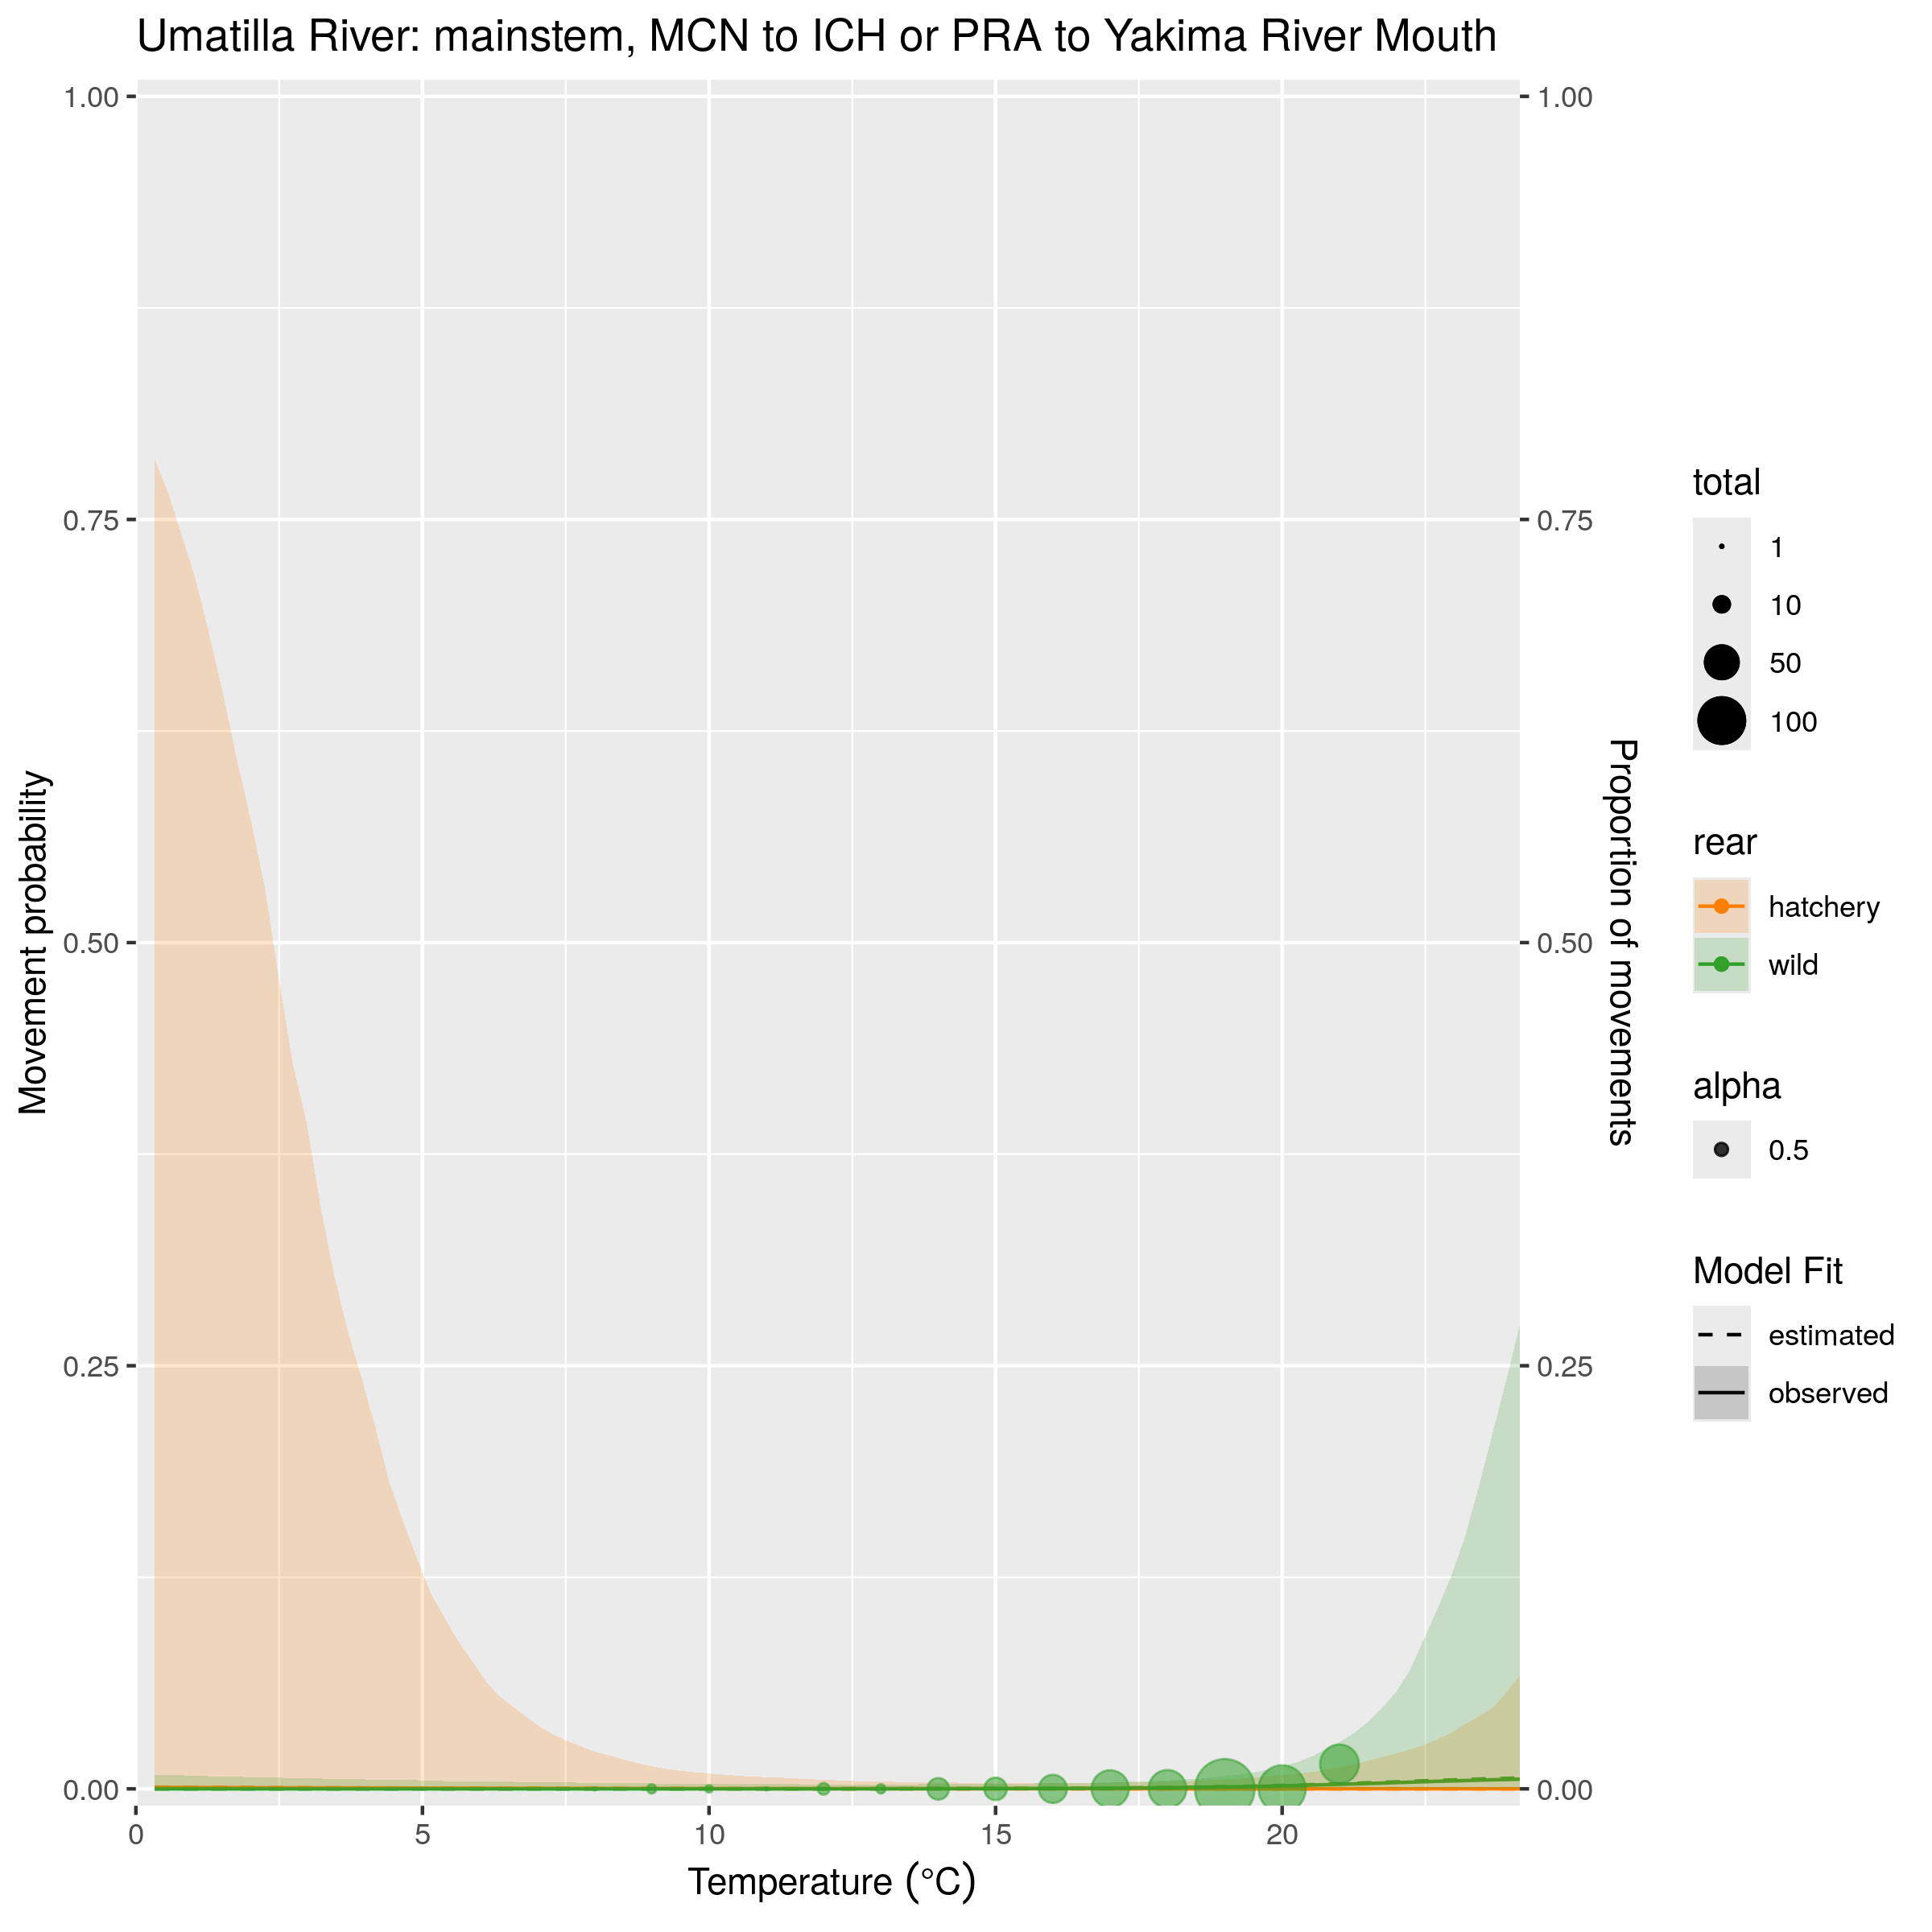 Umatilla River: mainstem, MCN to ICH or PRA to Yakima River Mouth
Movement probability
1.00
0.75
0.50
0.25
0.00
0
5
10
15
20
Temperature (°C)
1.00
0.75
0.50
0.25
0.00
Proportion of movements
total
1
10
50
100
rear
hatchery
wild
alpha
0.5
Model Fit
estimated
observed